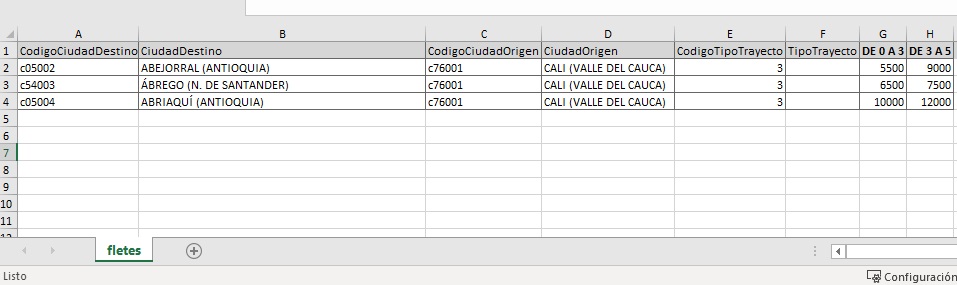 A B C D E F G H
1 CodigoCiudadDestino CiudadDestino CodigoCiudadOrigen CiudadOrigen CodigoTipoTrayecto TipoTrayecto DE 0 A 3 DE 3 A 5
2 c05002 ABEJORRAL (ANTIOQUIA) c76001 CALI (VALLE DEL CAUCA) 3 5500 9000
3 c54003 ÁBREGO (N. DE SANTANDER) c76001 CALI (VALLE DEL CAUCA) 3 6500 7500
4 c05004 ABRIAQUÍ (ANTIOQUIA) c76001 CALI (VALLE DEL CAUCA) 3 10000 12000
5
6
7
8
9
10
11
fletes
Listo Configuración